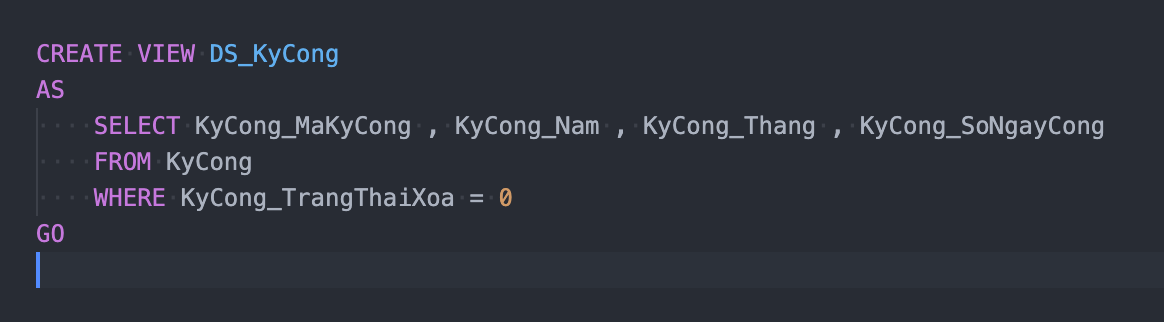 CREATE VIEW DS_KyCong
AS
    SELECT KyCong_MaKyCong , KyCong_Nam , KyCong_Thang , KyCong_SoNgayCong
    FROM KyCong
    WHERE KyCong_TrangThaiXoa = 0
GO